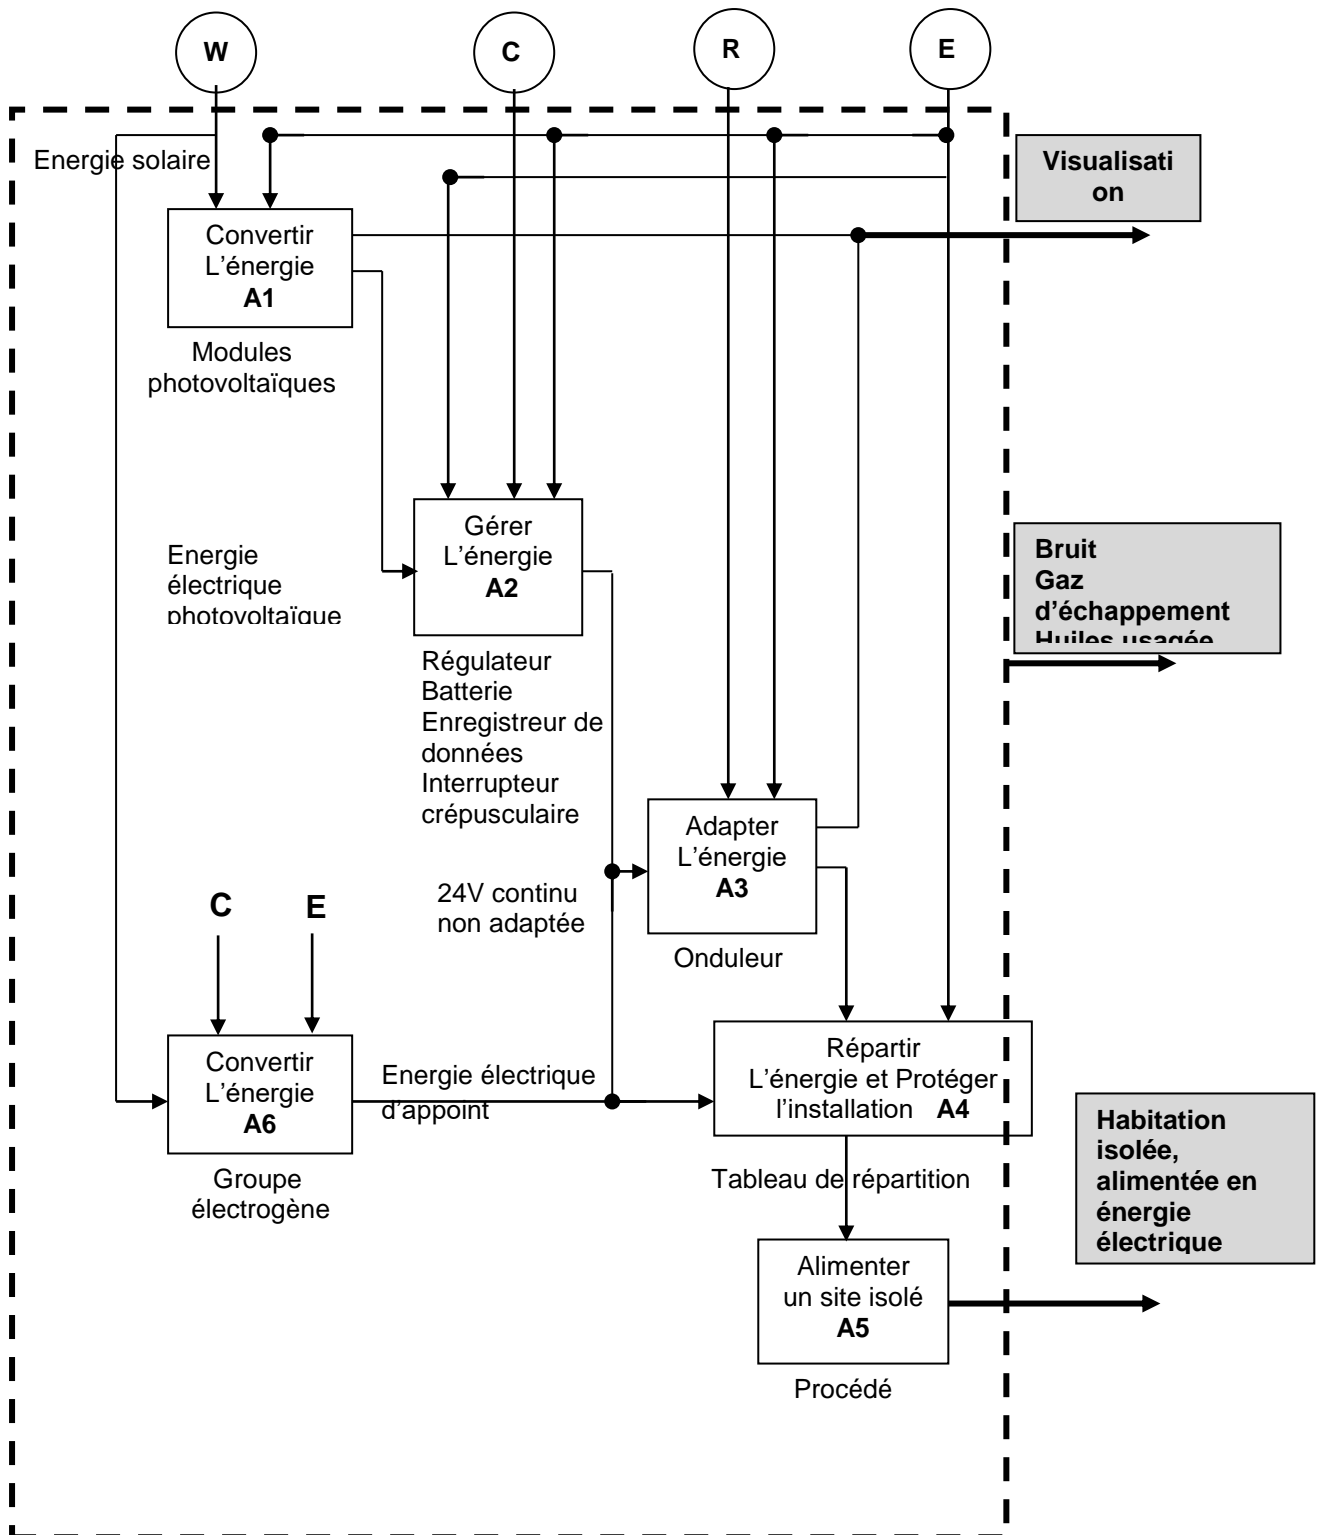 W
C
R
E
Energie solaire
Visualisati
on
Convertir
L'énergie
A1
Modules
photovoltaïques
Gérer
L'énergie
A2
Energie
électrique
photovoltaïque
Bruit
Gaz
d'échappement
Huiles usagée
Régulateur
Batterie
Enregistreur de
données
Interrupteur
crépusculaire
Adapter
L'énergie
A3
24V continu
non adaptée
Onduleur
C
E
Convertir
L'énergie
A6
Energie électrique
d'appoint
Répartir
L'énergie et Protéger
l'installation A4
Habitation
isolée,
alimentée en
énergie
électrique
Groupe
électrogène
Tableau de répartition
Alimenter
un site isolé
A5
Procédé